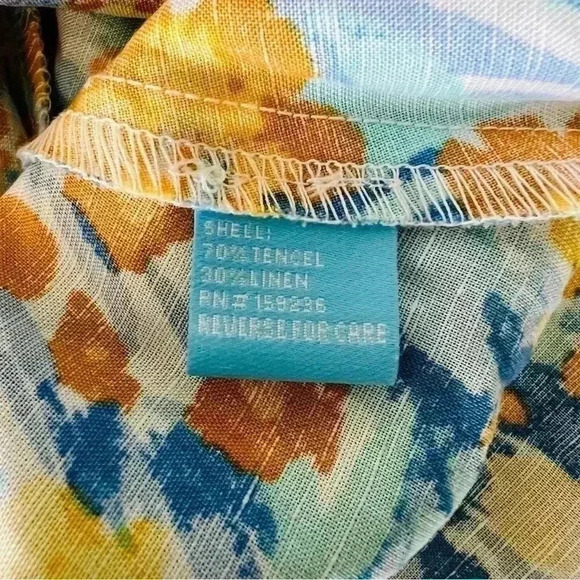 SHELL:
70% TENCEL
30% LINEN
RN# 159236
REVERSE FOR CARE